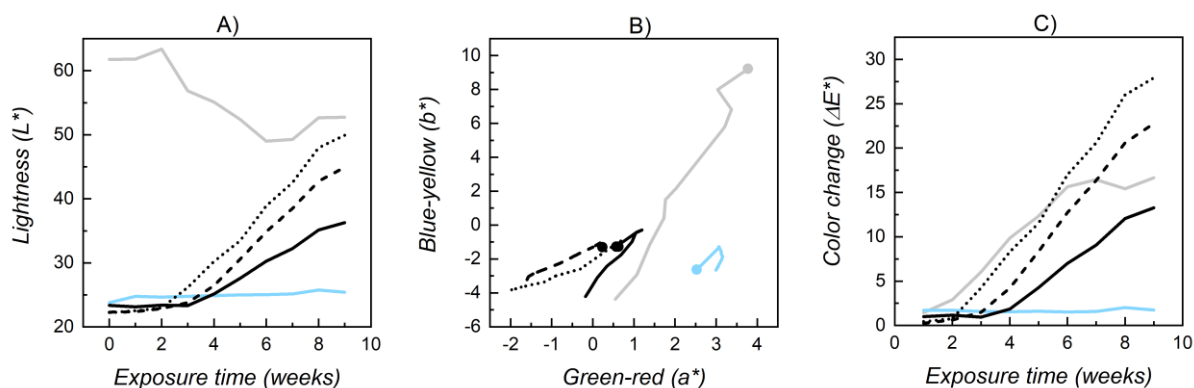 A)
60
50
40
30
20
0 2 4 6 8 10
Lightness (L*)
Exposure time (weeks)
B)
10
8
6
4
2
0
-2
-4
-6
-2 -1 0 1 2 3 4
Blue-yellow (b*)
Green-red (a*)
C)
30
25
20
15
10
5
0
0 2 4 6 8 10
Color change (ΔE*)
Exposure time (weeks)